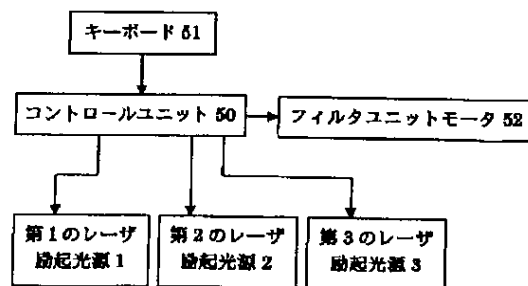 キーボード 51
コントロールユニット 50
フィルタユニットモータ 52
第1のレーザ
励起光源 1
第2のレーザ
励起光源 2
第3のレーザ
励起光源 3